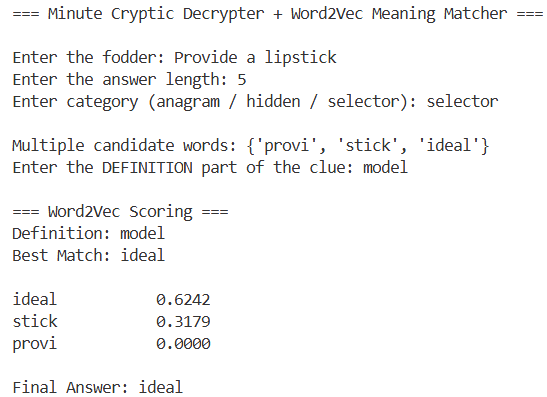 === Minute Cryptic Decrypter + Word2Vec Meaning Matcher ===
Enter the fodder: Provide a lipstick
Enter the answer length: 5
Enter category (anagram / hidden / selector): selector
Multiple candidate words: {'provi', 'stick', 'ideal'}
Enter the DEFINITION part of the clue: model
=== Word2Vec Scoring ===
Definition: model
Best Match: ideal
ideal 0.6242
stick 0.3179
provi 0.0000
Final Answer: ideal